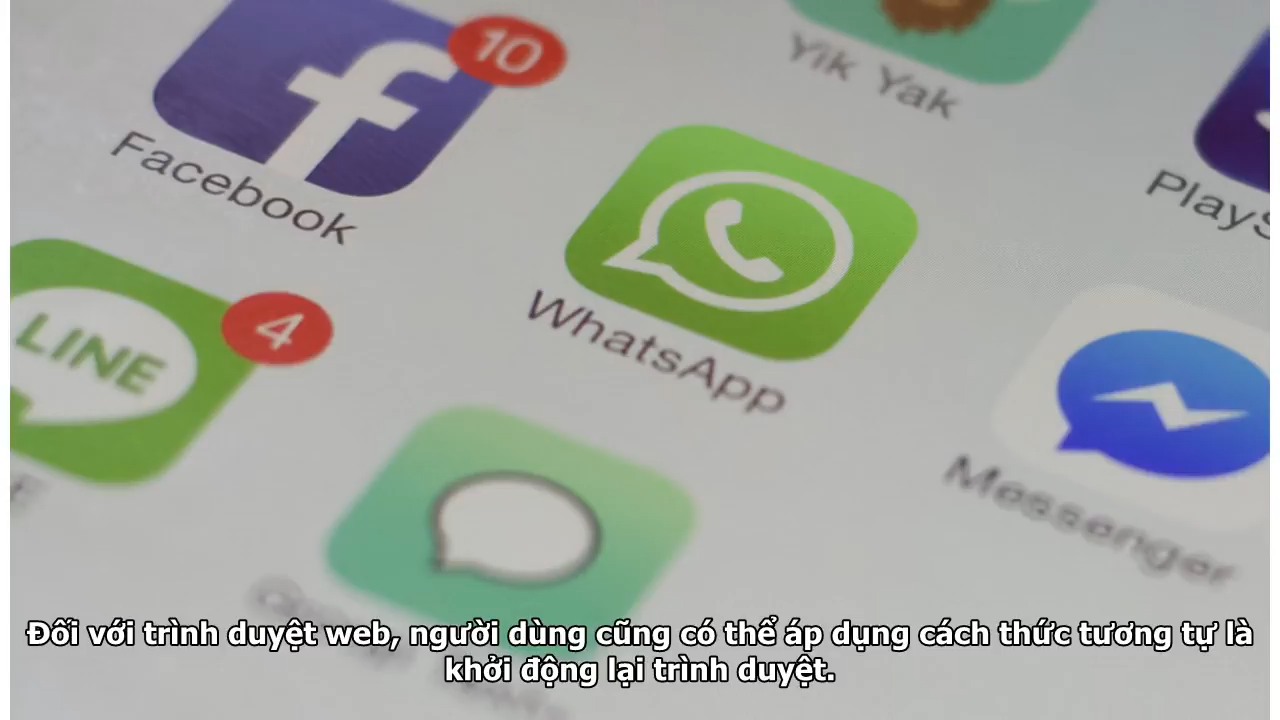 10
Yik Yak
Facebook
PlayS
WhatsApp
LINE
4
Messenger
Đối với trình duyệt web, người dùng cũng có thể áp dụng cách thức tương tự là
khởi động lại trình duyệt.